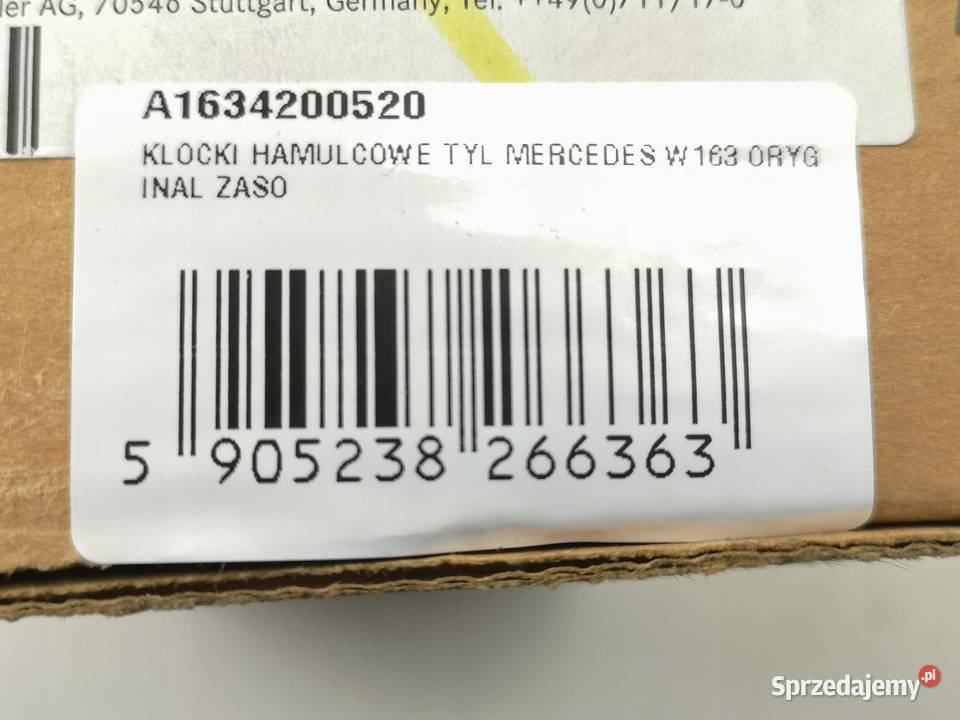 ler AG, 70546 Stuttgart, Germany, Tel. ++49(0)711/17-0
A1634200520
KLOCKI HAMULCOWE TYL MERCEDES W163 ORYG
INAL ZASO
5 905238 266363
Sprzedajemy.pl